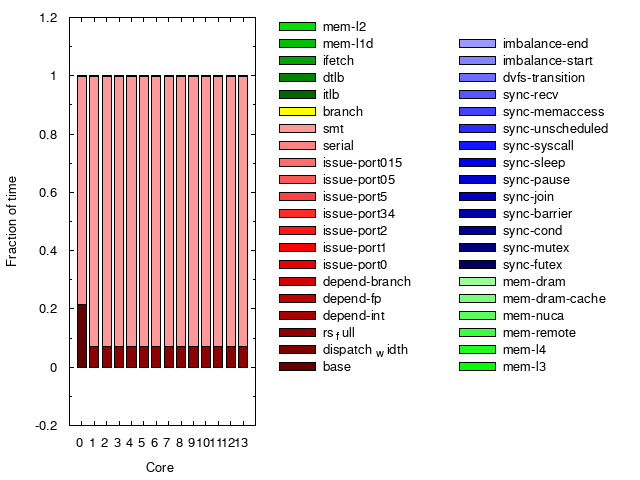 1.2
1
0.8
0.6
0.4
0.2
0
-0.2
Fraction of time
0 1 2 3 4 5 6 7 8 9 10 11 12 13
Core
mem-l2
mem-l1d
ifetch
dtlb
itlb
branch
smt
serial
issue-port015
issue-port05
issue-port5
issue-port34
issue-port2
issue-port1
issue-port0
depend-branch
depend-fp
depend-int
rsfull
dispatchwidth
base
imbalance-end
imbalance-start
dvfs-transition
sync-recv
sync-memaccess
sync-unscheduled
sync-syscall
sync-sleep
sync-pause
sync-join
sync-barrier
sync-cond
sync-mutex
sync-futex
mem-dram
mem-dram-cache
mem-nuca
mem-remote
mem-l4
mem-l3